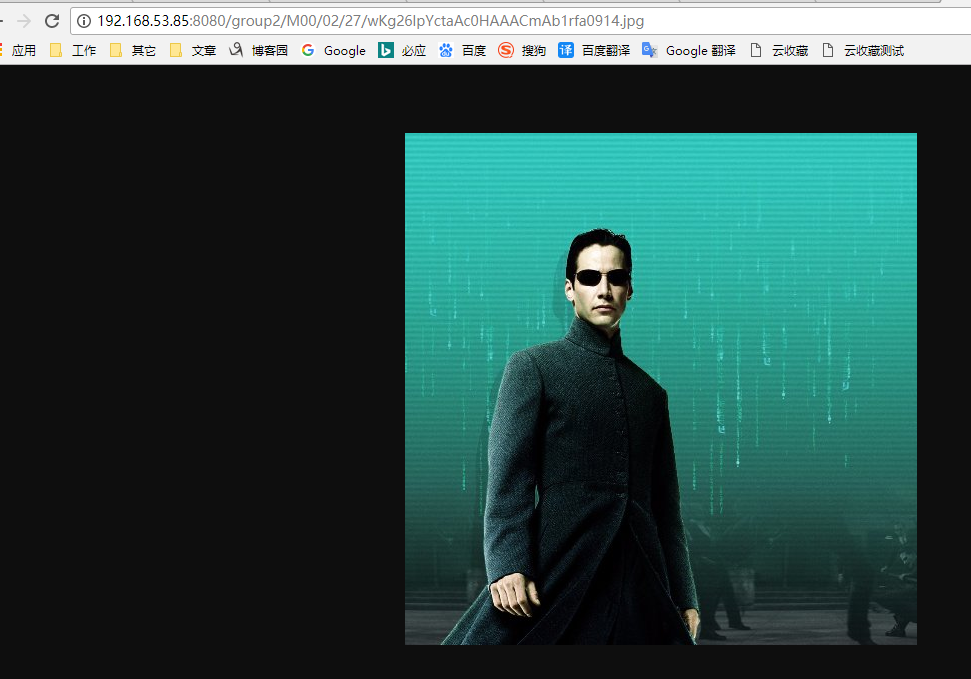 192.168.53.85:8080/group2/M00/02/27/wKg26lpYctaAc0HAAACmAb1rfa0914.jpg
应用 工作 其它 文章 博客园 Google 必应 百度 搜狗 百度翻译 Google 翻译 云收藏 云收藏测试